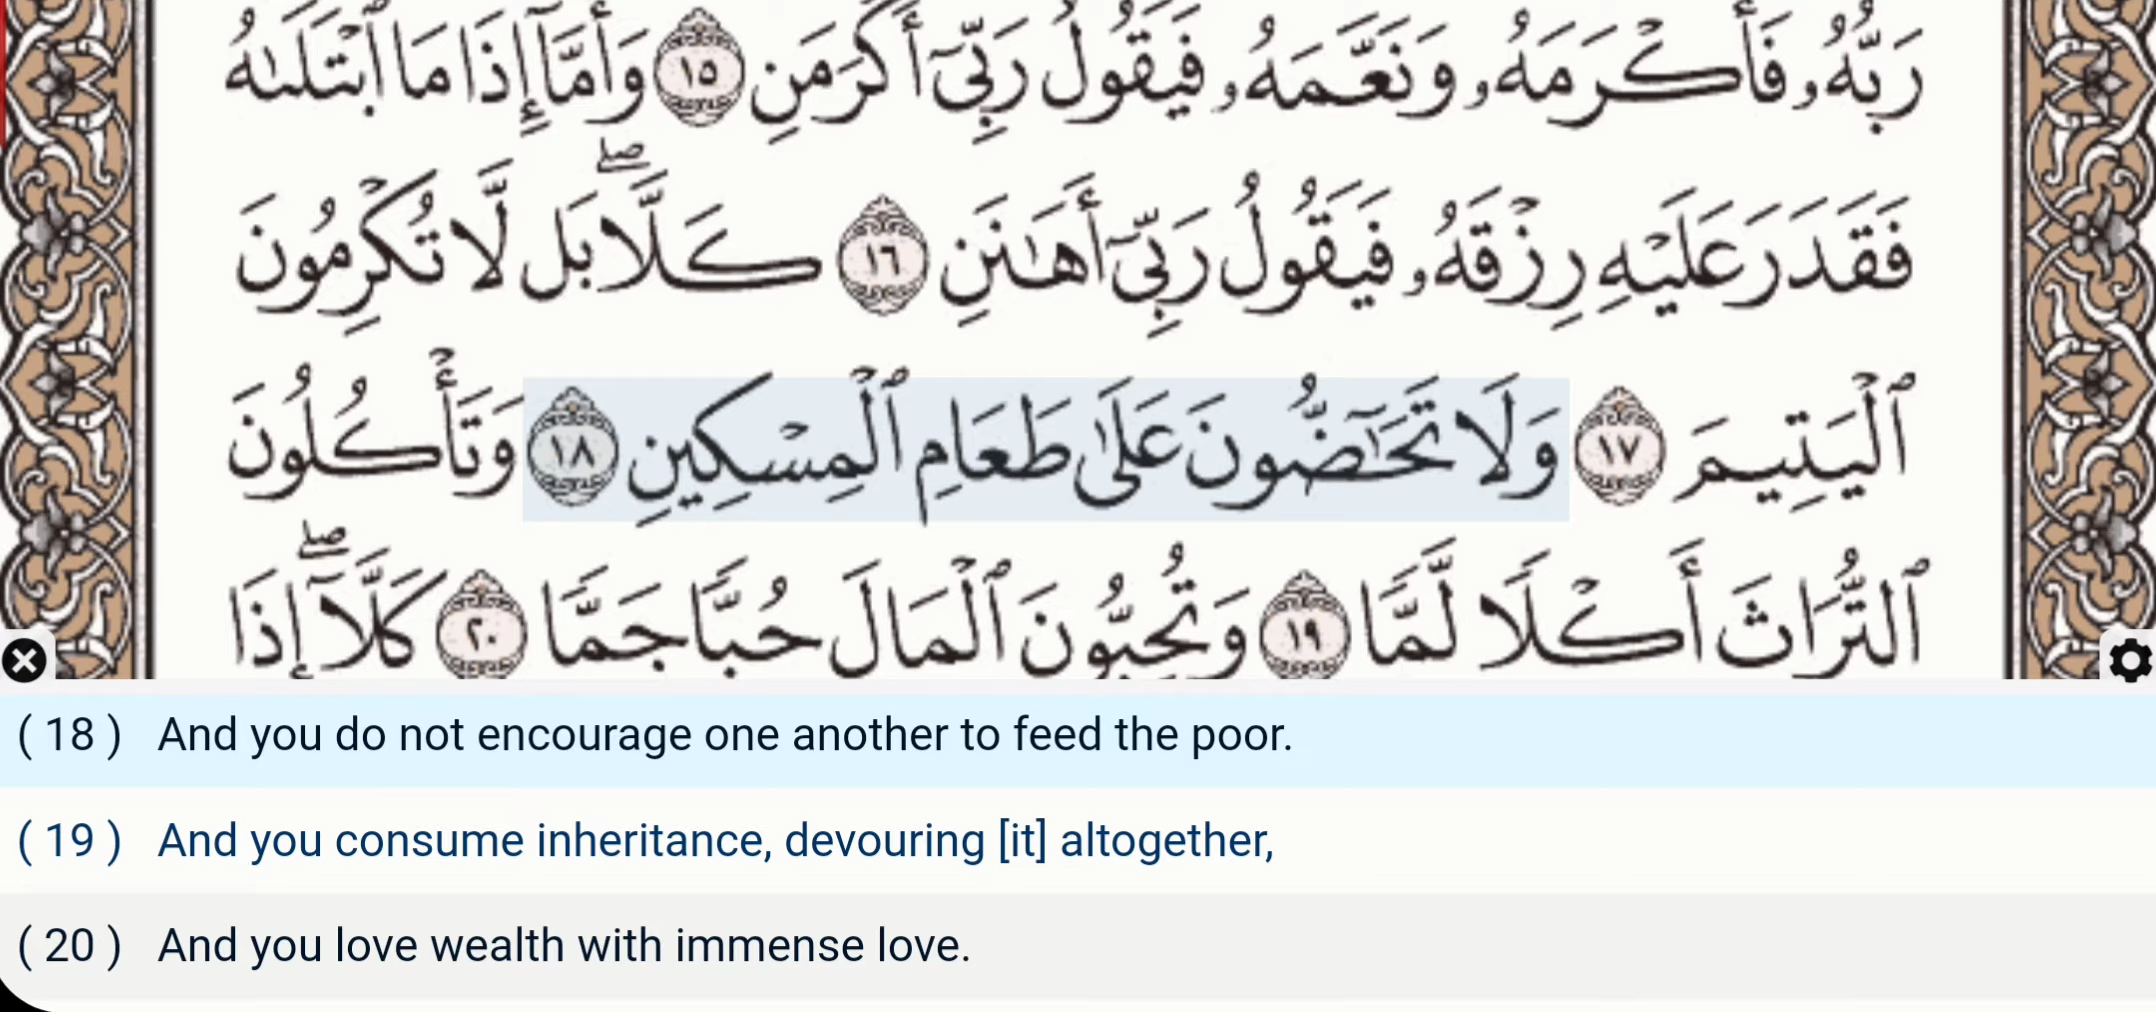 رَبُّهُۥ فَأَكْرَمَهُۥ وَنَعَّمَهُۥ فَيَقُولُ رَبِّىٓ أَكْرَمَنِ ١٥ وَأَمَّآ إِذَا مَا ٱبْتَلَىٰهُ
فَقَدَرَ عَلَيْهِ رِزْقَهُۥ فَيَقُولُ رَبِّىٓ أَهَٰنَنِ ١٦ كَلَّا ۖ بَل لَّا تُكْرِمُونَ
ٱلْيَتِيمَ ١٧ وَلَا تَحَٰٓضُّونَ عَلَىٰ طَعَامِ ٱلْمِسْكِينِ ١٨ وَتَأْكُلُونَ
ٱلتُّرَاثَ أَكْلًا لَّمًّا ١٩ وَتُحِبُّونَ ٱلْمَالَ حُبًّا جَمًّا ٢٠ كَلَّآ ۖ إِذَا
( 18 ) And you do not encourage one another to feed the poor.
( 19 ) And you consume inheritance, devouring [it] altogether,
( 20 ) And you love wealth with immense love.